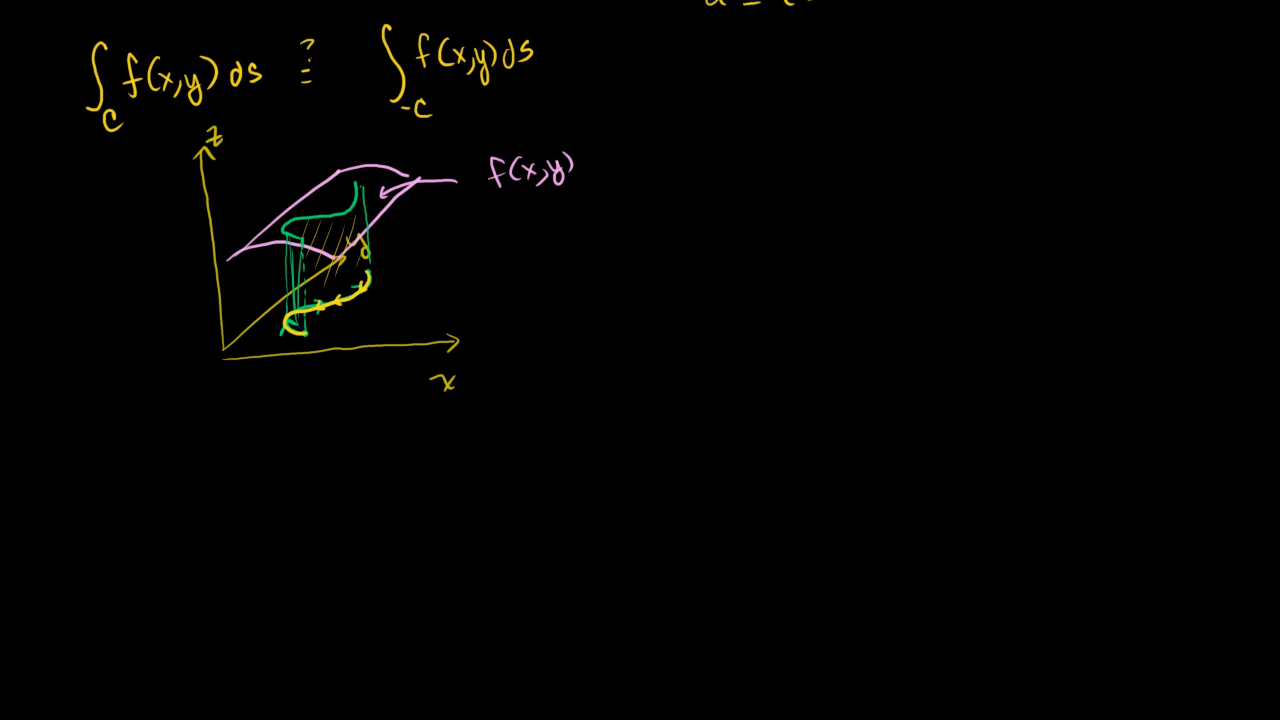 ∫_C f(x,y) ds ≟ ∫_-C f(x,y) ds
z
f(x,y)
y
x